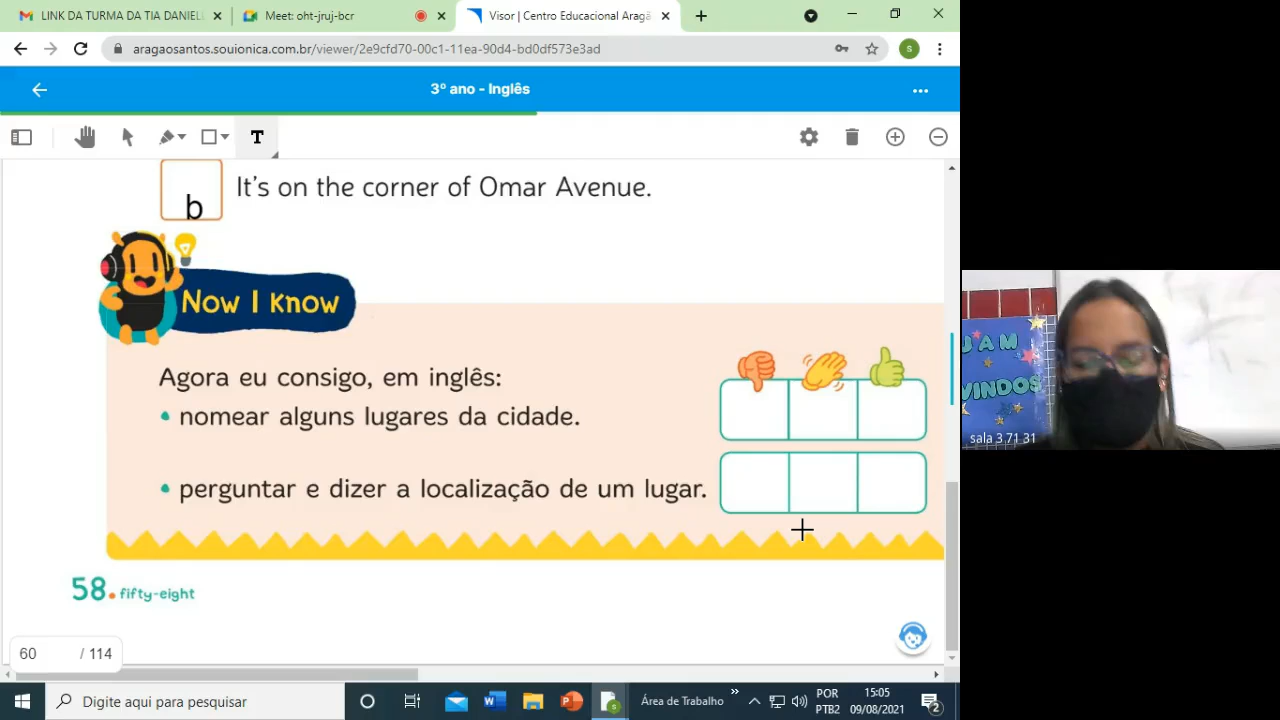 LINK DA TURMA DA TIA DANIEL
Meet: oht-jruj-bcr
Visor | Centro Educacional Aragã
aragaosantos.souionica.com.br/viewer/2e9cfd70-00c1-11ea-90d4-bd0df573e3ad
S
3º ano - Inglês
T
b
It's on the corner of Omar Avenue.
Now I know
Agora eu consigo, em inglês:
• nomear alguns lugares da cidade.
• perguntar e dizer a localização de um lugar.
58. fifty-eight
60 / 114
JAM
VINDOS
sala 3.71 31
Digite aqui para pesquisar
Área de Trabalho
POR
PTB2
15:05
09/08/2021
2